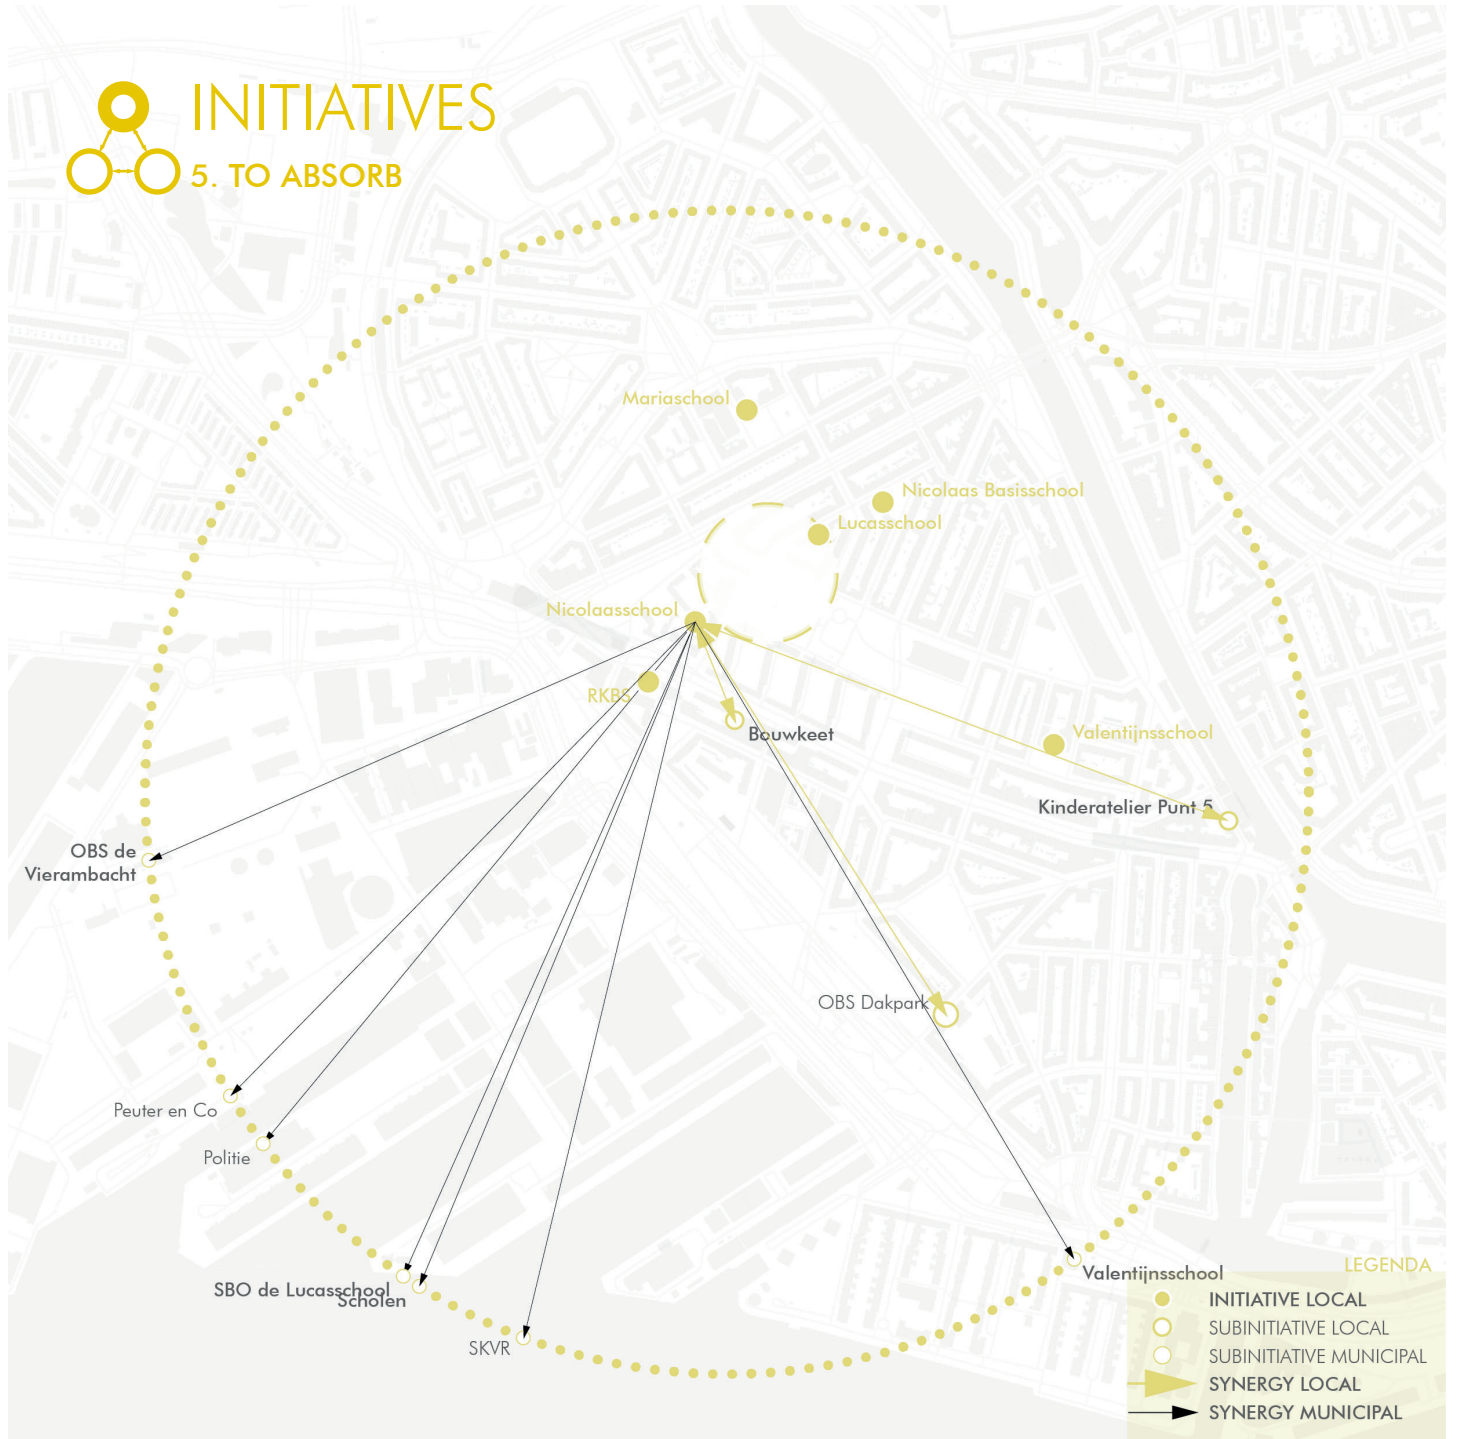 INITIATIVES
5. TO ABSORB
Mariaschool
Nicolaas Basisschool
Lucasschool
Nicolaasschool
RKBS
Bouwkeet
Valentijnsschool
Kinderatelier Punt 5
OBS de
Vierambacht
OBS Dakpark
Peuter en Co
Politie
SBO de Lucasschool
Scholen
SKVR
Valentijnsschool
LEGENDA
INITIATIVE LOCAL
SUBINITIATIVE LOCAL
SUBINITIATIVE MUNICIPAL
SYNERGY LOCAL
SYNERGY MUNICIPAL